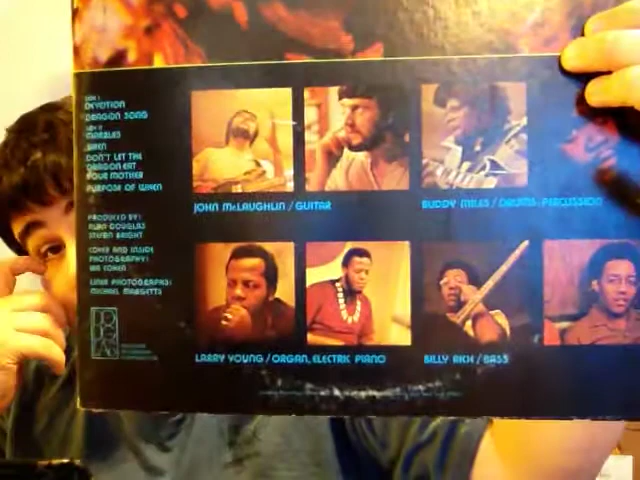 SIDE 1
DEVOTION
DRAGON SONG
SIDE 2
MARBLES
SIREN
DON'T LET THE
DRAGON EAT
YOUR MOTHER
PURPOSE OF WHEN
PRODUCED BY:
ALAN DOUGLAS
STEFAN BRIGHT
COVER AND INSIDE
PHOTOGRAPHY:
IRA COHEN
LINER PHOTOGRAPHS:
MICHAEL MARGETTS
JOHN McLAUGHLIN / GUITAR
BUDDY MILES / DRUMS, PERCUSSION
LARRY YOUNG / ORGAN, ELECTRIC PIANO
BILLY RICH / BASS